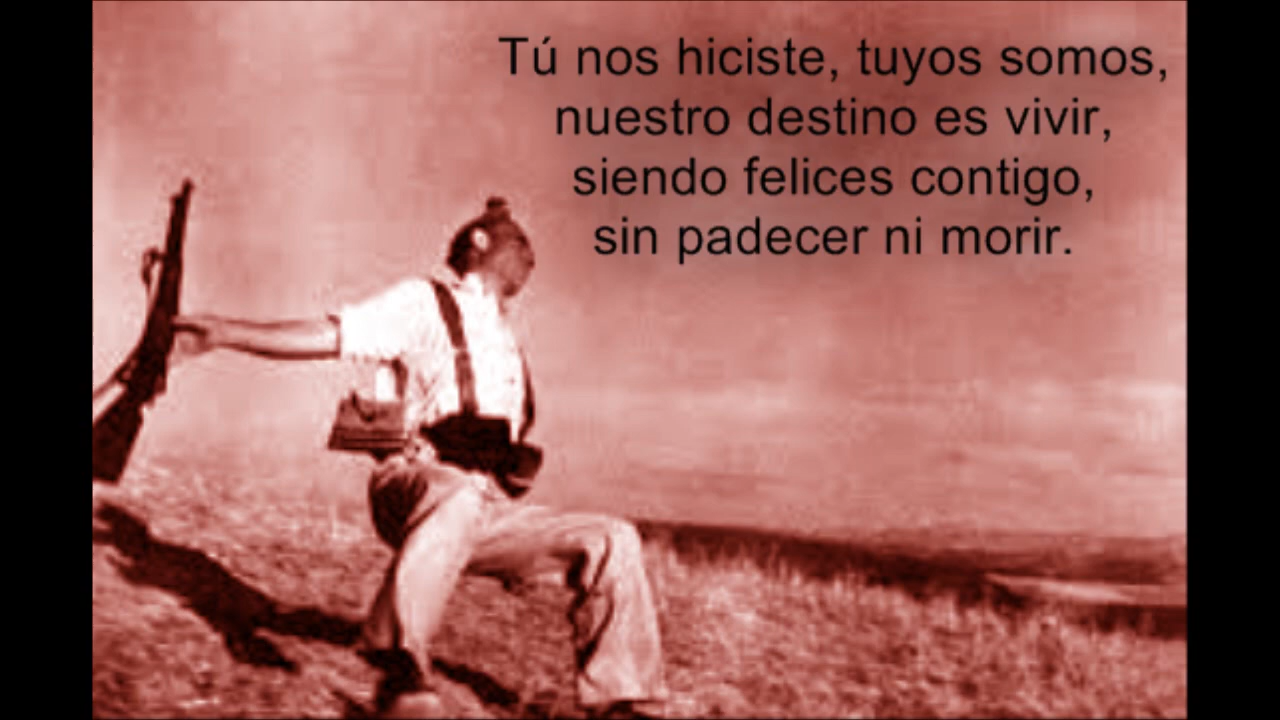 Tú nos hiciste, tuyos somos,
nuestro destino es vivir,
siendo felices contigo,
sin padecer ni morir.